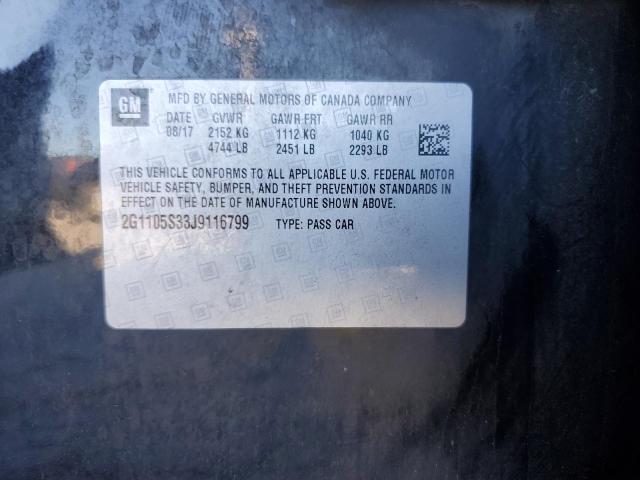 GM
MFD BY GENERAL MOTORS OF CANADA COMPANY
DATE GVWR GAWR FRT GAWR RR
08/17 2152 KG 1112 KG 1040 KG
4744 LB 2451 LB 2293 LB
THIS VEHICLE CONFORMS TO ALL APPLICABLE U.S. FEDERAL MOTOR
VEHICLE SAFETY, BUMPER, AND THEFT PREVENTION STANDARDS IN
EFFECT ON THE DATE OF MANUFACTURE SHOWN ABOVE.
2G1105S33J9116799 TYPE: PASS CAR